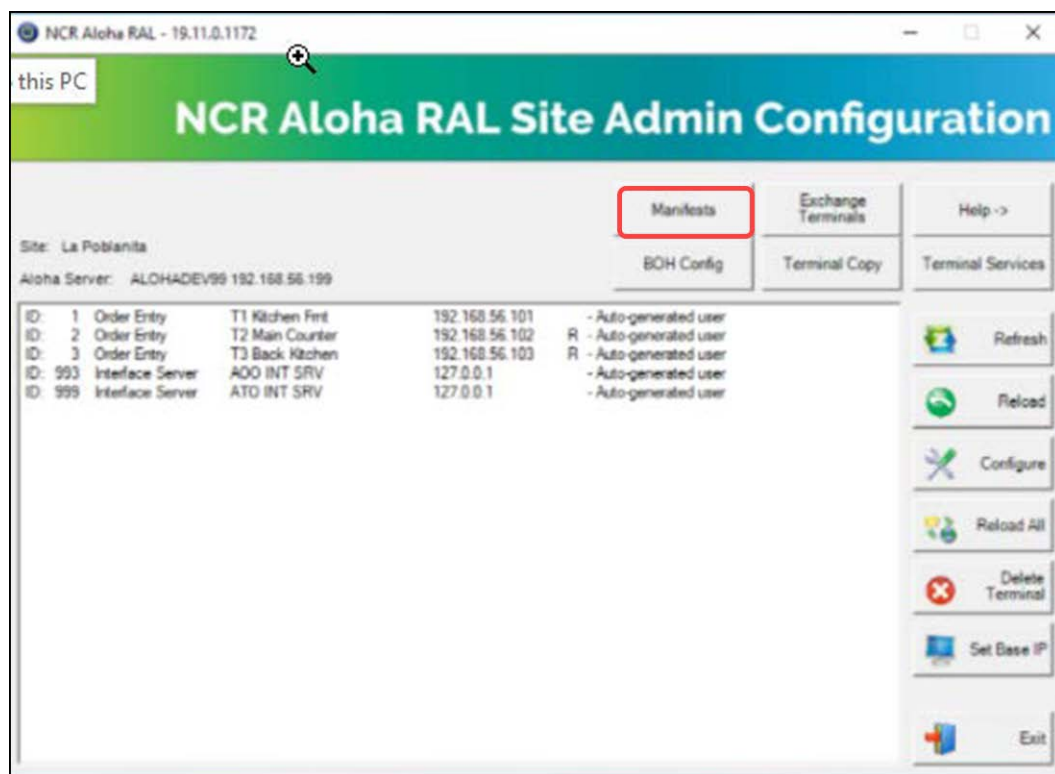 NCR Aloha RAL - 19.11.0.1172
this PC
NCR Aloha RAL Site Admin Configuration
Manifests
Exchange
Terminals
Help ->
Site: La Poblanita
BOH Config
Terminal Copy
Terminal Services
Aloha Server: ALOHADEV99 192.168.56.199
ID: 1 Order Entry T1 Kitchen Frnt 192.168.56.101 - Auto-generated user
ID: 2 Order Entry T2 Main Counter 192.168.56.102 R - Auto-generated user
ID: 3 Order Entry T3 Back Kitchen 192.168.56.103 R - Auto-generated user
ID: 993 Interface Server AOO INT SRV 127.0.0.1 - Auto-generated user
ID: 999 Interface Server ATO INT SRV 127.0.0.1 - Auto-generated user
Refresh
Reload
Configure
Reload All
Delete
Terminal
Set Base IP
Exit